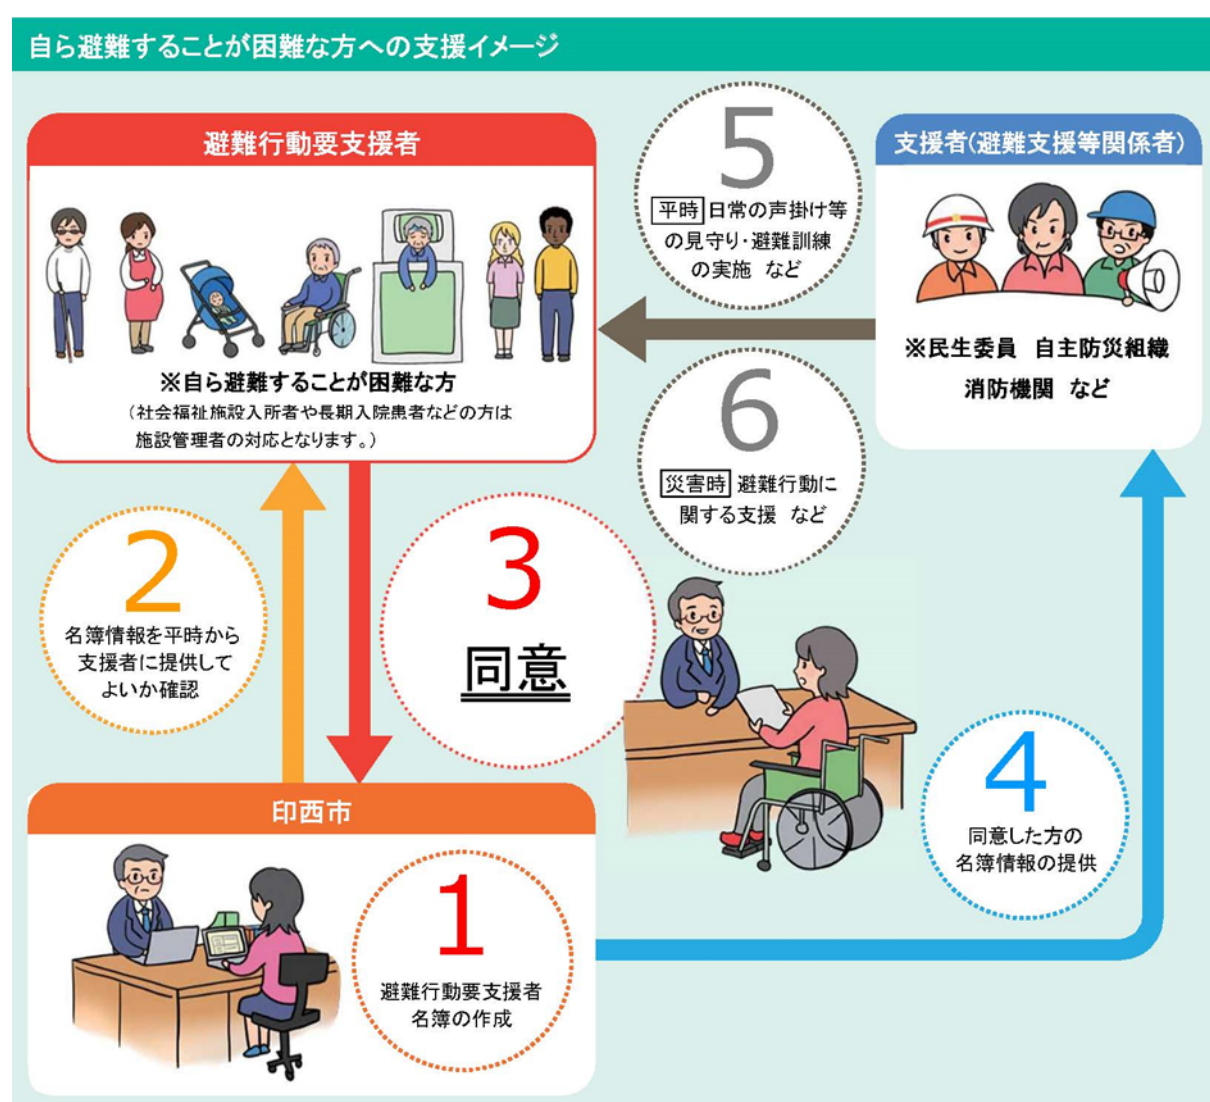 自ら避難することが困難な方への支援イメージ
避難行動要支援者
※自ら避難することが困難な方
（社会福祉施設入所者や長期入院患者などの方は
施設管理者の対応となります。）
5
平時 日常の声掛け等
の見守り・避難訓練
の実施 など
支援者(避難支援等関係者)
※民生委員 自主防災組織
消防機関 など
6
災害時 避難行動に
関する支援 など
2
名簿情報を平時から
支援者に提供して
よいか確認
3
同意
4
同意した方の
名簿情報の提供
印西市
1
避難行動要支援者
名簿の作成